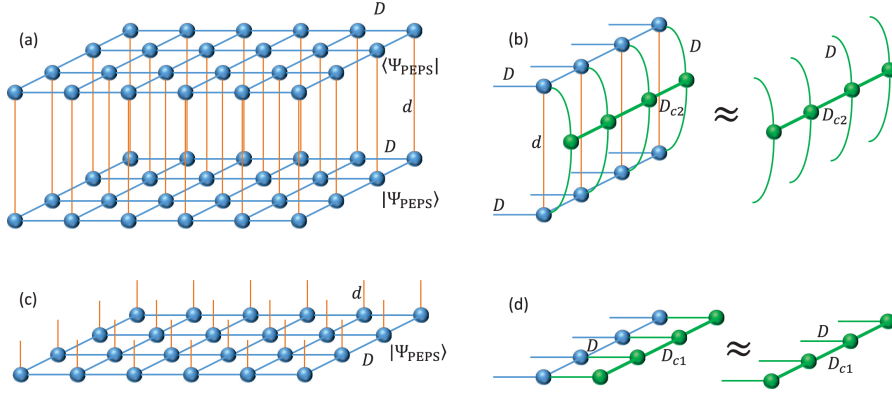 (a)
D
⟨Ψ_PEPS|
d
D
|Ψ_PEPS⟩
(b)
D
D
d
D_c2
≈
D
D_c2
(c)
d
|Ψ_PEPS⟩
D
(d)
D
D_c1
≈
D
D_c1